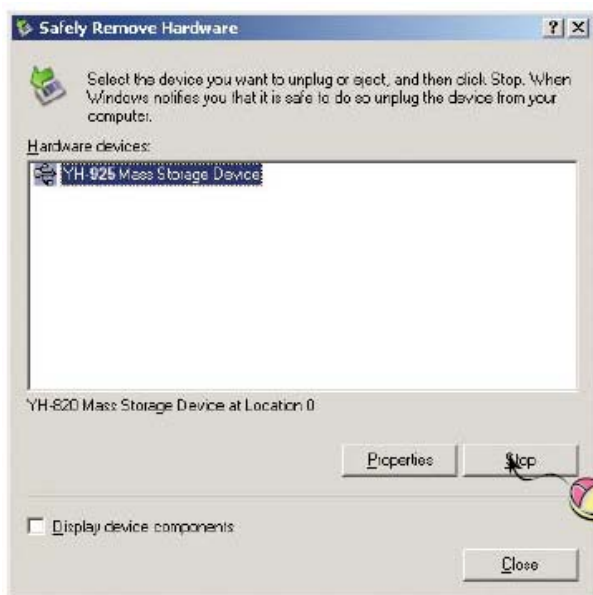 Safely Remove Hardware
Select the device you want to unplug or eject, and then click Stop. When
Windows notifies you that it is safe to do so unplug the device from your
computer.
Hardware devices:
YH-925 Mass Storage Device
YH-820 Mass Storage Device at Location 0
Properties
Stop
Display device components
Close